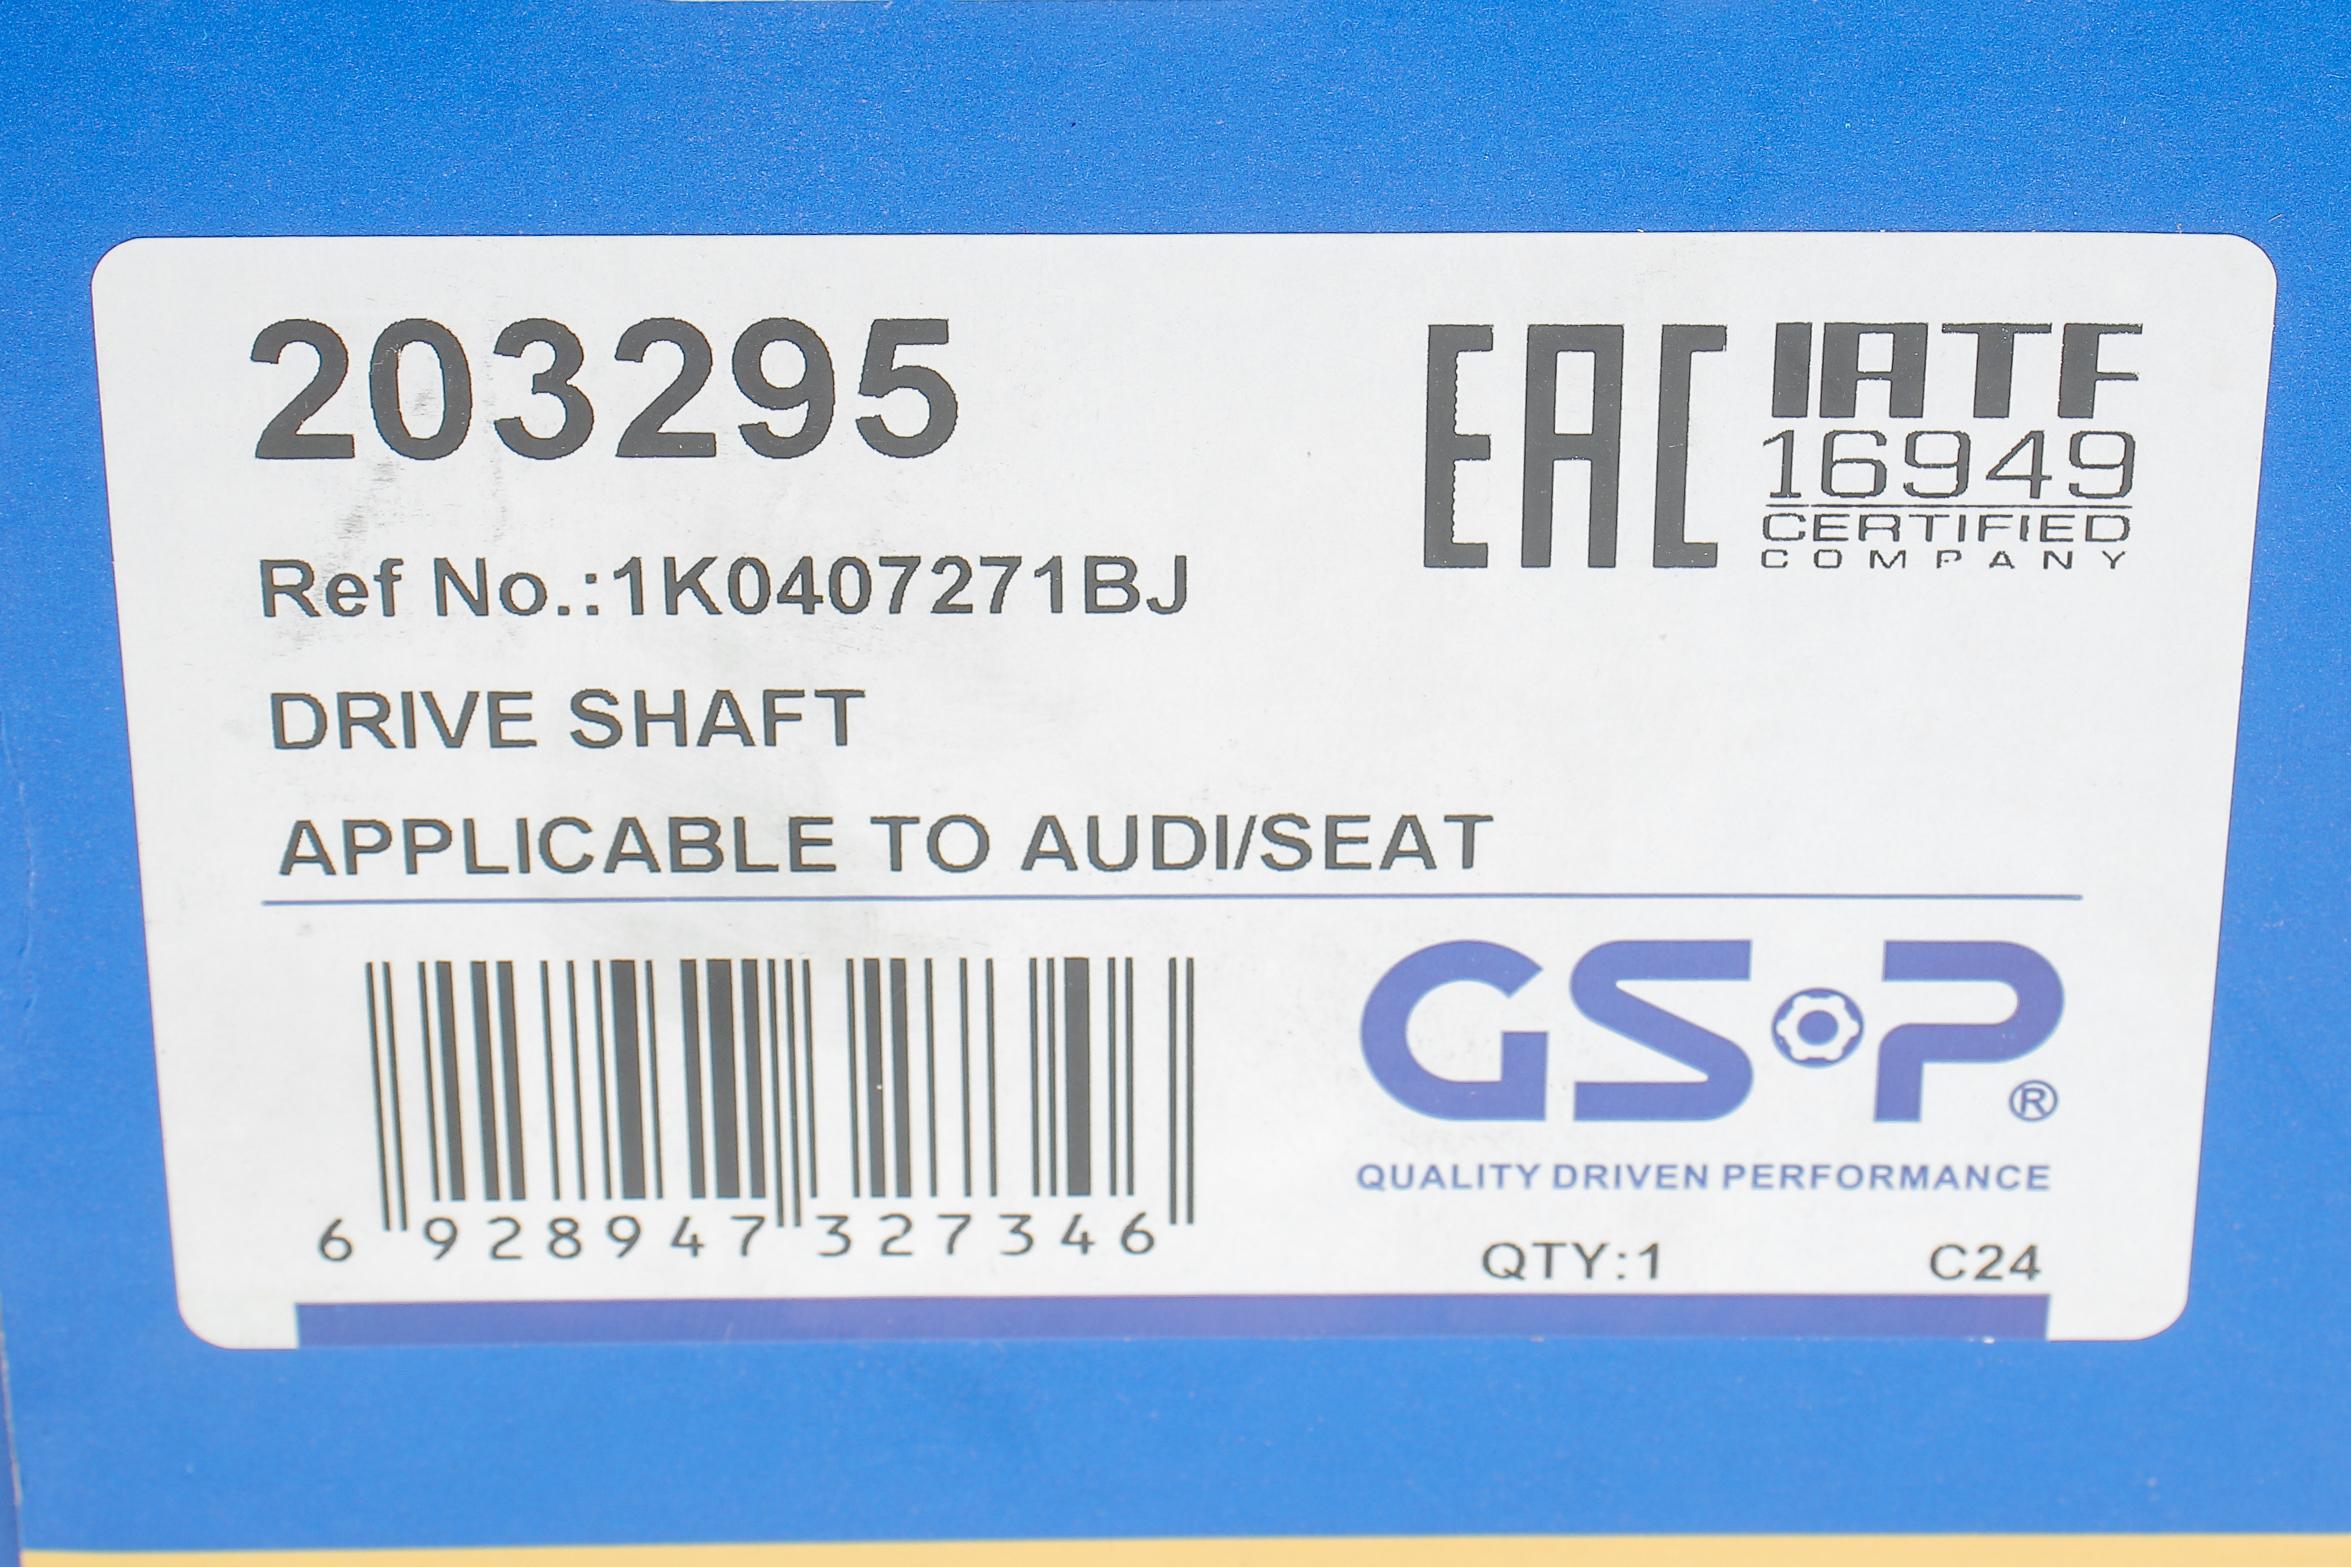 203295
EAC
IATF
16949
CERTIFIED
COMPANY
Ref No.:1K0407271BJ
DRIVE SHAFT
APPLICABLE TO AUDI/SEAT
GSP®
QUALITY DRIVEN PERFORMANCE
6 928947 327346
QTY:1 C24